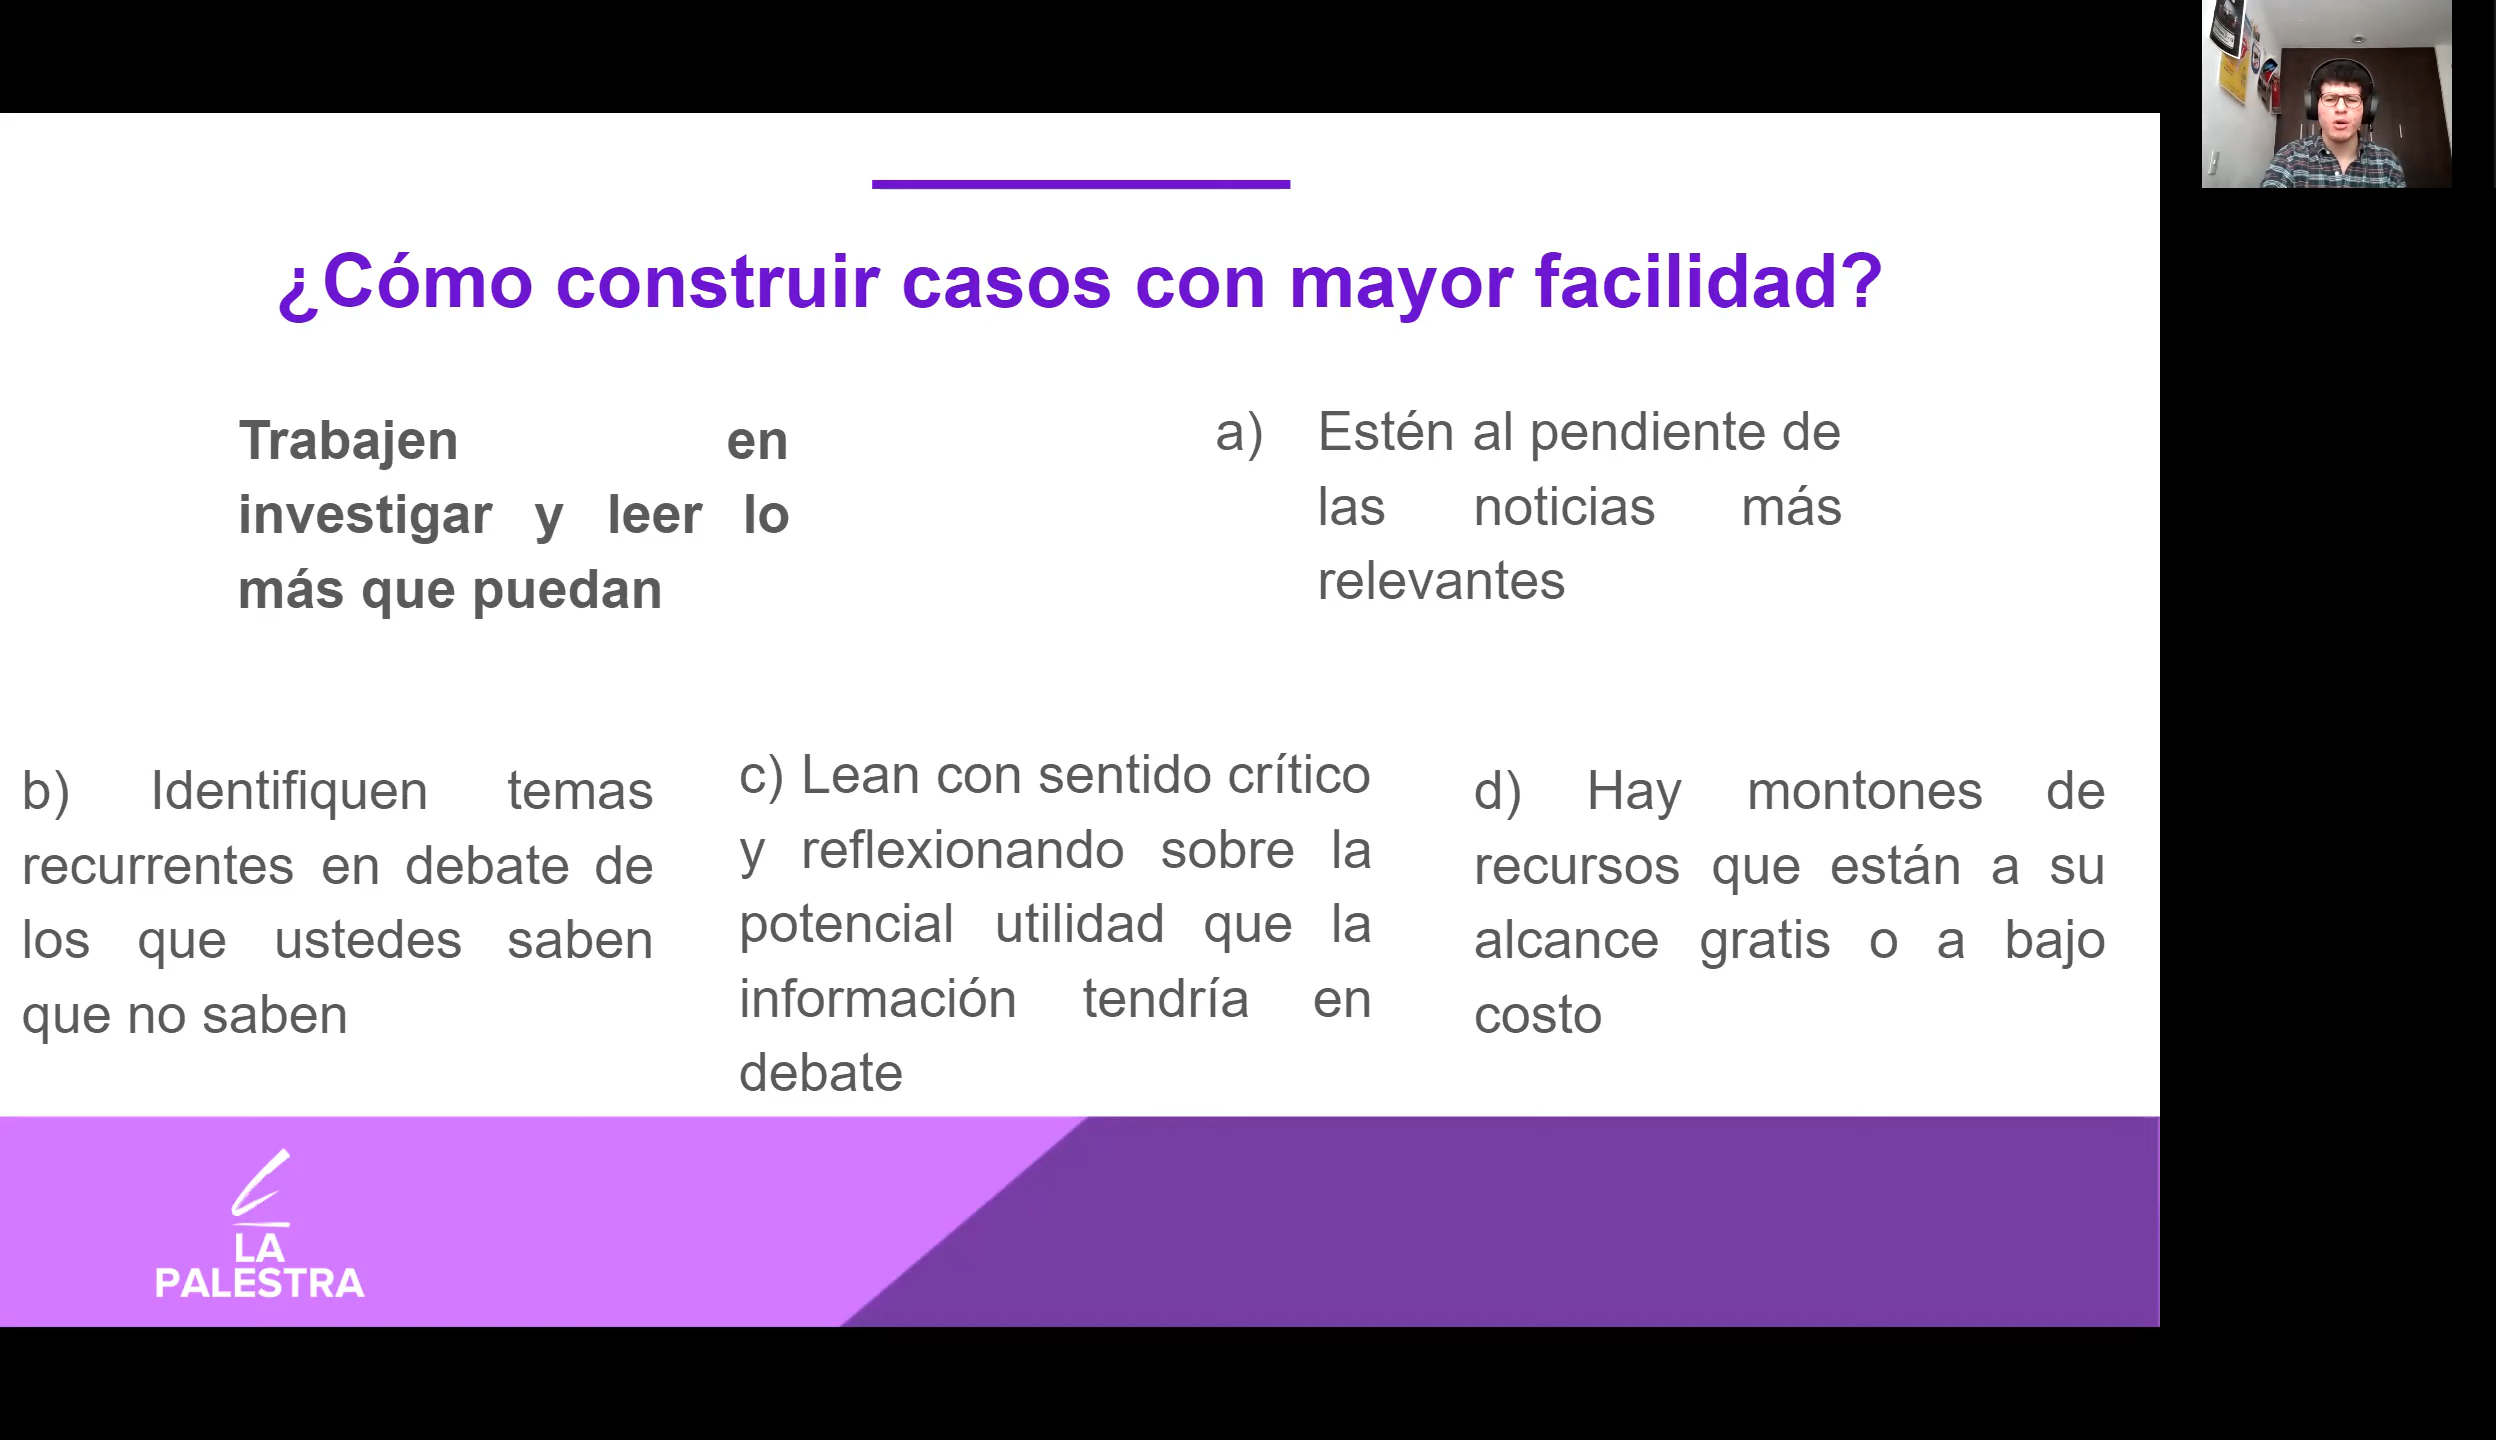 ¿Cómo construir casos con mayor facilidad?
Trabajen en
investigar y leer lo
más que puedan
a) Estén al pendiente de
las noticias más
relevantes
b) Identifiquen temas
recurrentes en debate de
los que ustedes saben
que no saben
c) Lean con sentido crítico
y reflexionando sobre la
potencial utilidad que la
información tendría en
debate
d) Hay montones de
recursos que están a su
alcance gratis o a bajo
costo
LA
PALESTRA